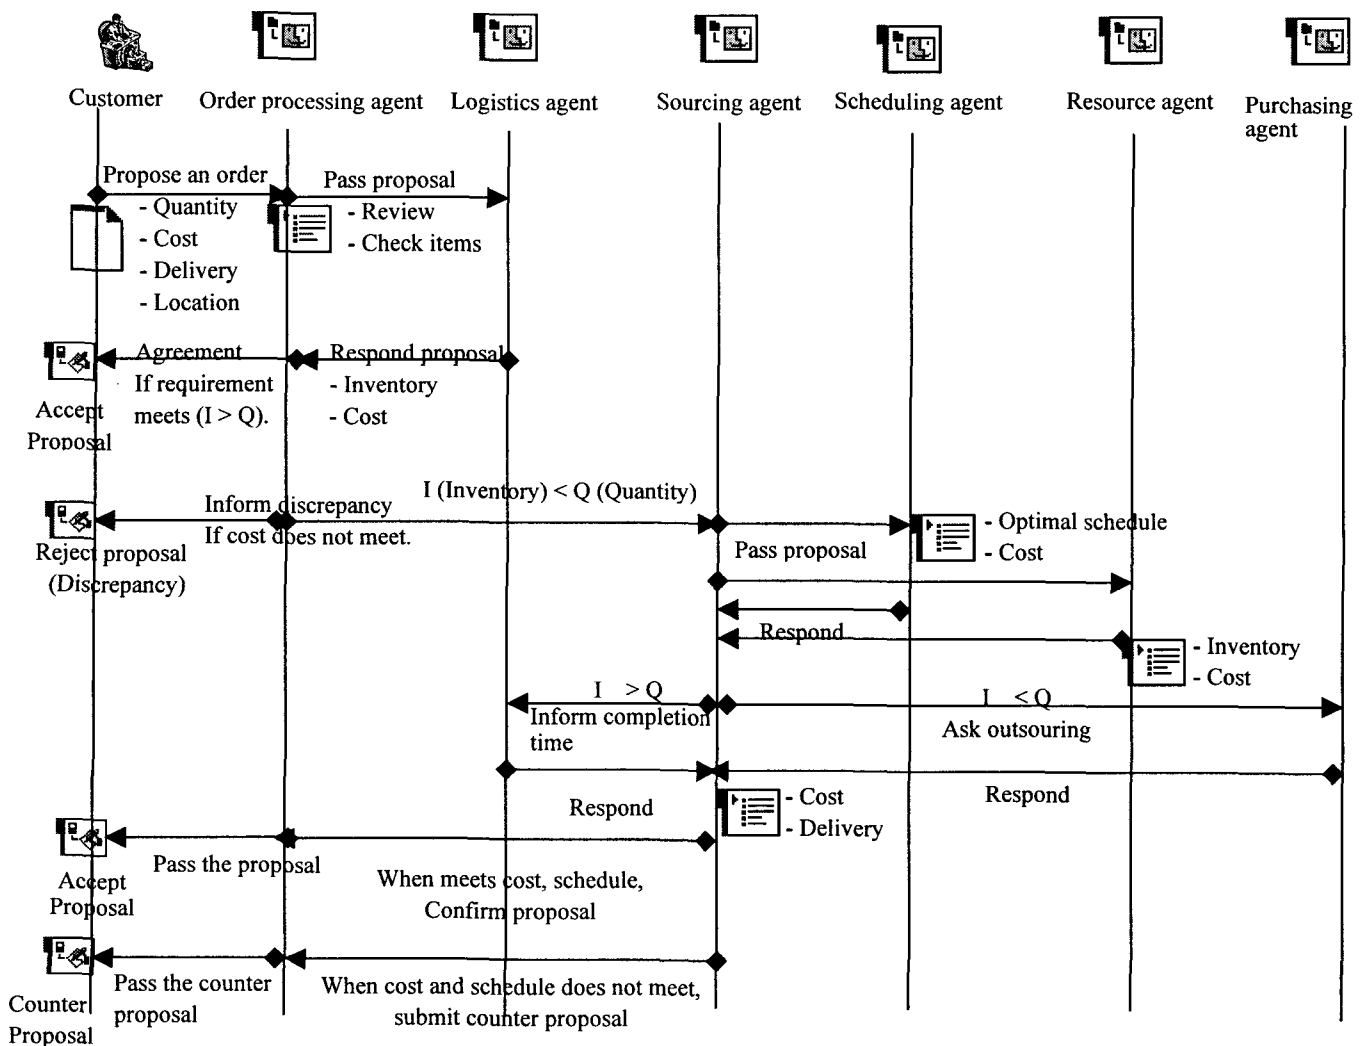 Customer
Order processing agent
Logistics agent
Sourcing agent
Scheduling agent
Resource agent
Purchasing
agent
Propose an order
- Quantity
- Cost
- Delivery
- Location
Pass proposal
- Review
- Check items
Agreement
If requirement
meets (I > Q).
Respond proposal
- Inventory
- Cost
Accept
Proposal
Inform discrepancy
If cost does not meet.
I (Inventory) < Q (Quantity)
Reject proposal
(Discrepancy)
Pass proposal
- Optimal schedule
- Cost
Respond
- Inventory
- Cost
I > Q
Inform completion
time
I < Q
Ask outsouring
Respond
- Cost
- Delivery
Respond
Pass the proposal
Accept
Proposal
When meets cost, schedule,
Confirm proposal
Pass the counter
proposal
When cost and schedule does not meet,
submit counter proposal
Counter
Proposal